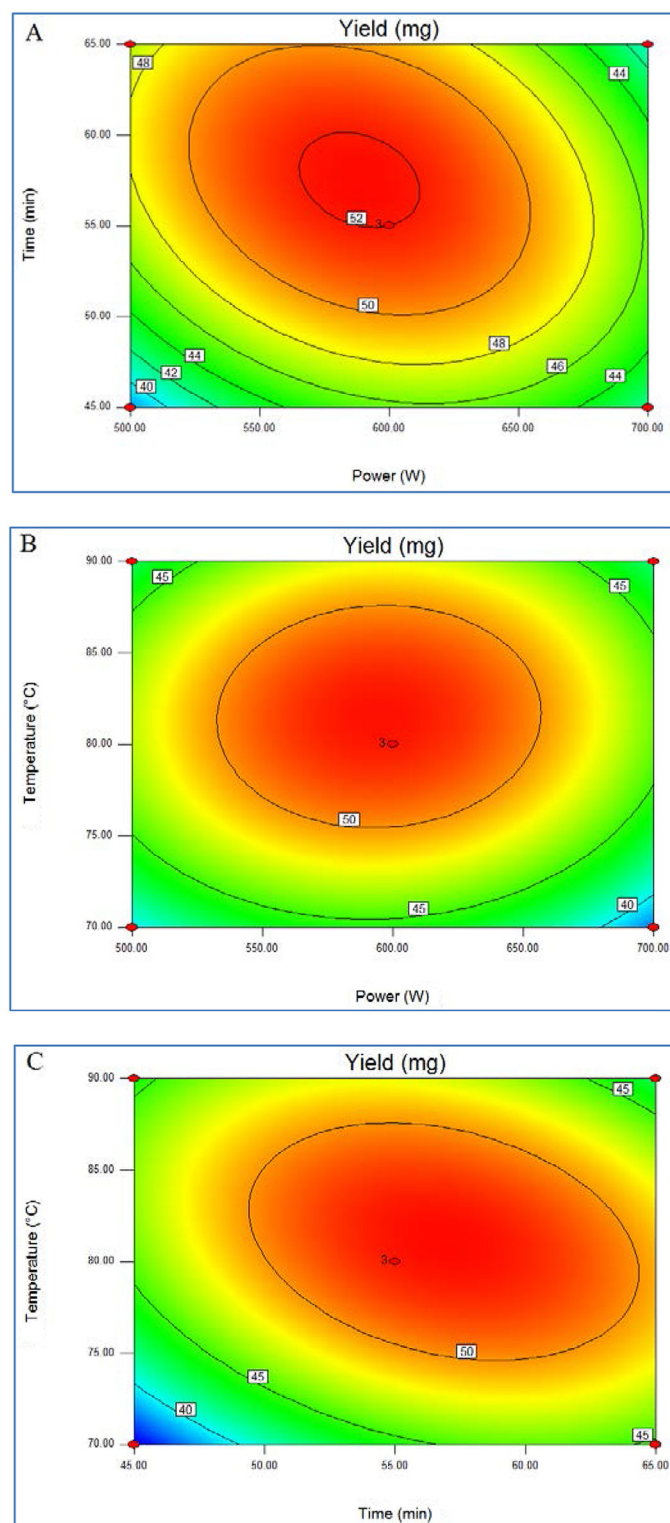 A
Yield (mg)
65.00
48
44
60.00
Time (min)
55.00
52
3
50.00
50
48
44
46
44
42
40
45.00
500.00 550.00 600.00 650.00 700.00
Power (W)
B
Yield (mg)
90.00
45
45
85.00
Temperature (°C)
80.00
3
75.00
50
45
40
70.00
500.00 550.00 600.00 650.00 700.00
Power (W)
C
Yield (mg)
90.00
45
85.00
Temperature (°C)
80.00
3
75.00
50
45
40
45
70.00
45.00 50.00 55.00 60.00 65.00
Time (min)